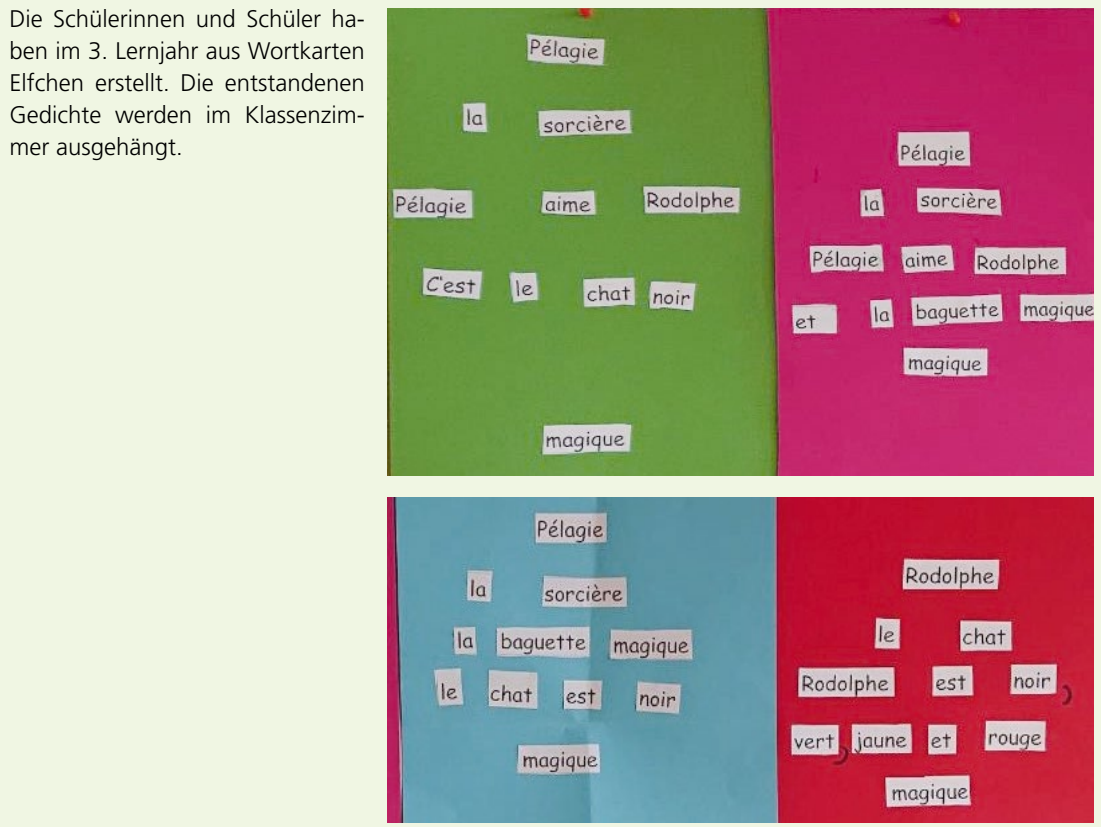 Die Schülerinnen und Schüler ha-
ben im 3. Lernjahr aus Wortkarten
Elfchen erstellt. Die entstandenen
Gedichte werden im Klassenzim-
mer ausgehängt.
Pélagie
la sorcière
Pélagie aime Rodolphe
C'est le chat noir
magique
Pélagie
la sorcière
Pélagie aime Rodolphe
et la baguette magique
magique
Pélagie
la sorcière
la baguette magique
le chat est noir
magique
Rodolphe
le chat
Rodolphe est noir,
vert, jaune et rouge
magique